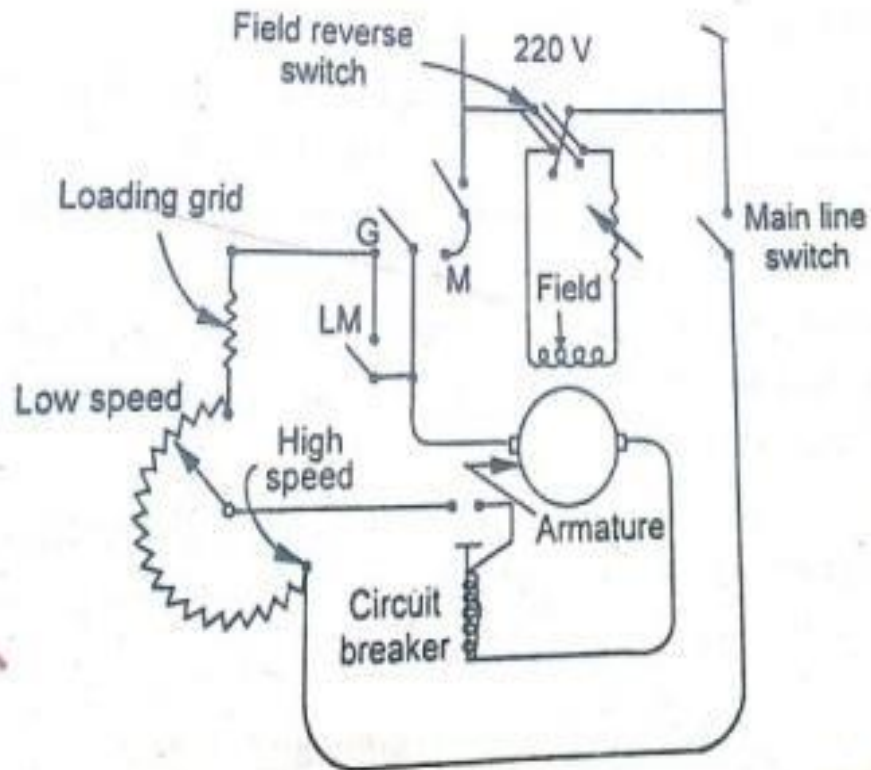 Field reverse
switch
220 V
Loading grid
G
M
Main line
switch
Field
LM
Low speed
High
speed
Armature
Circuit
breaker